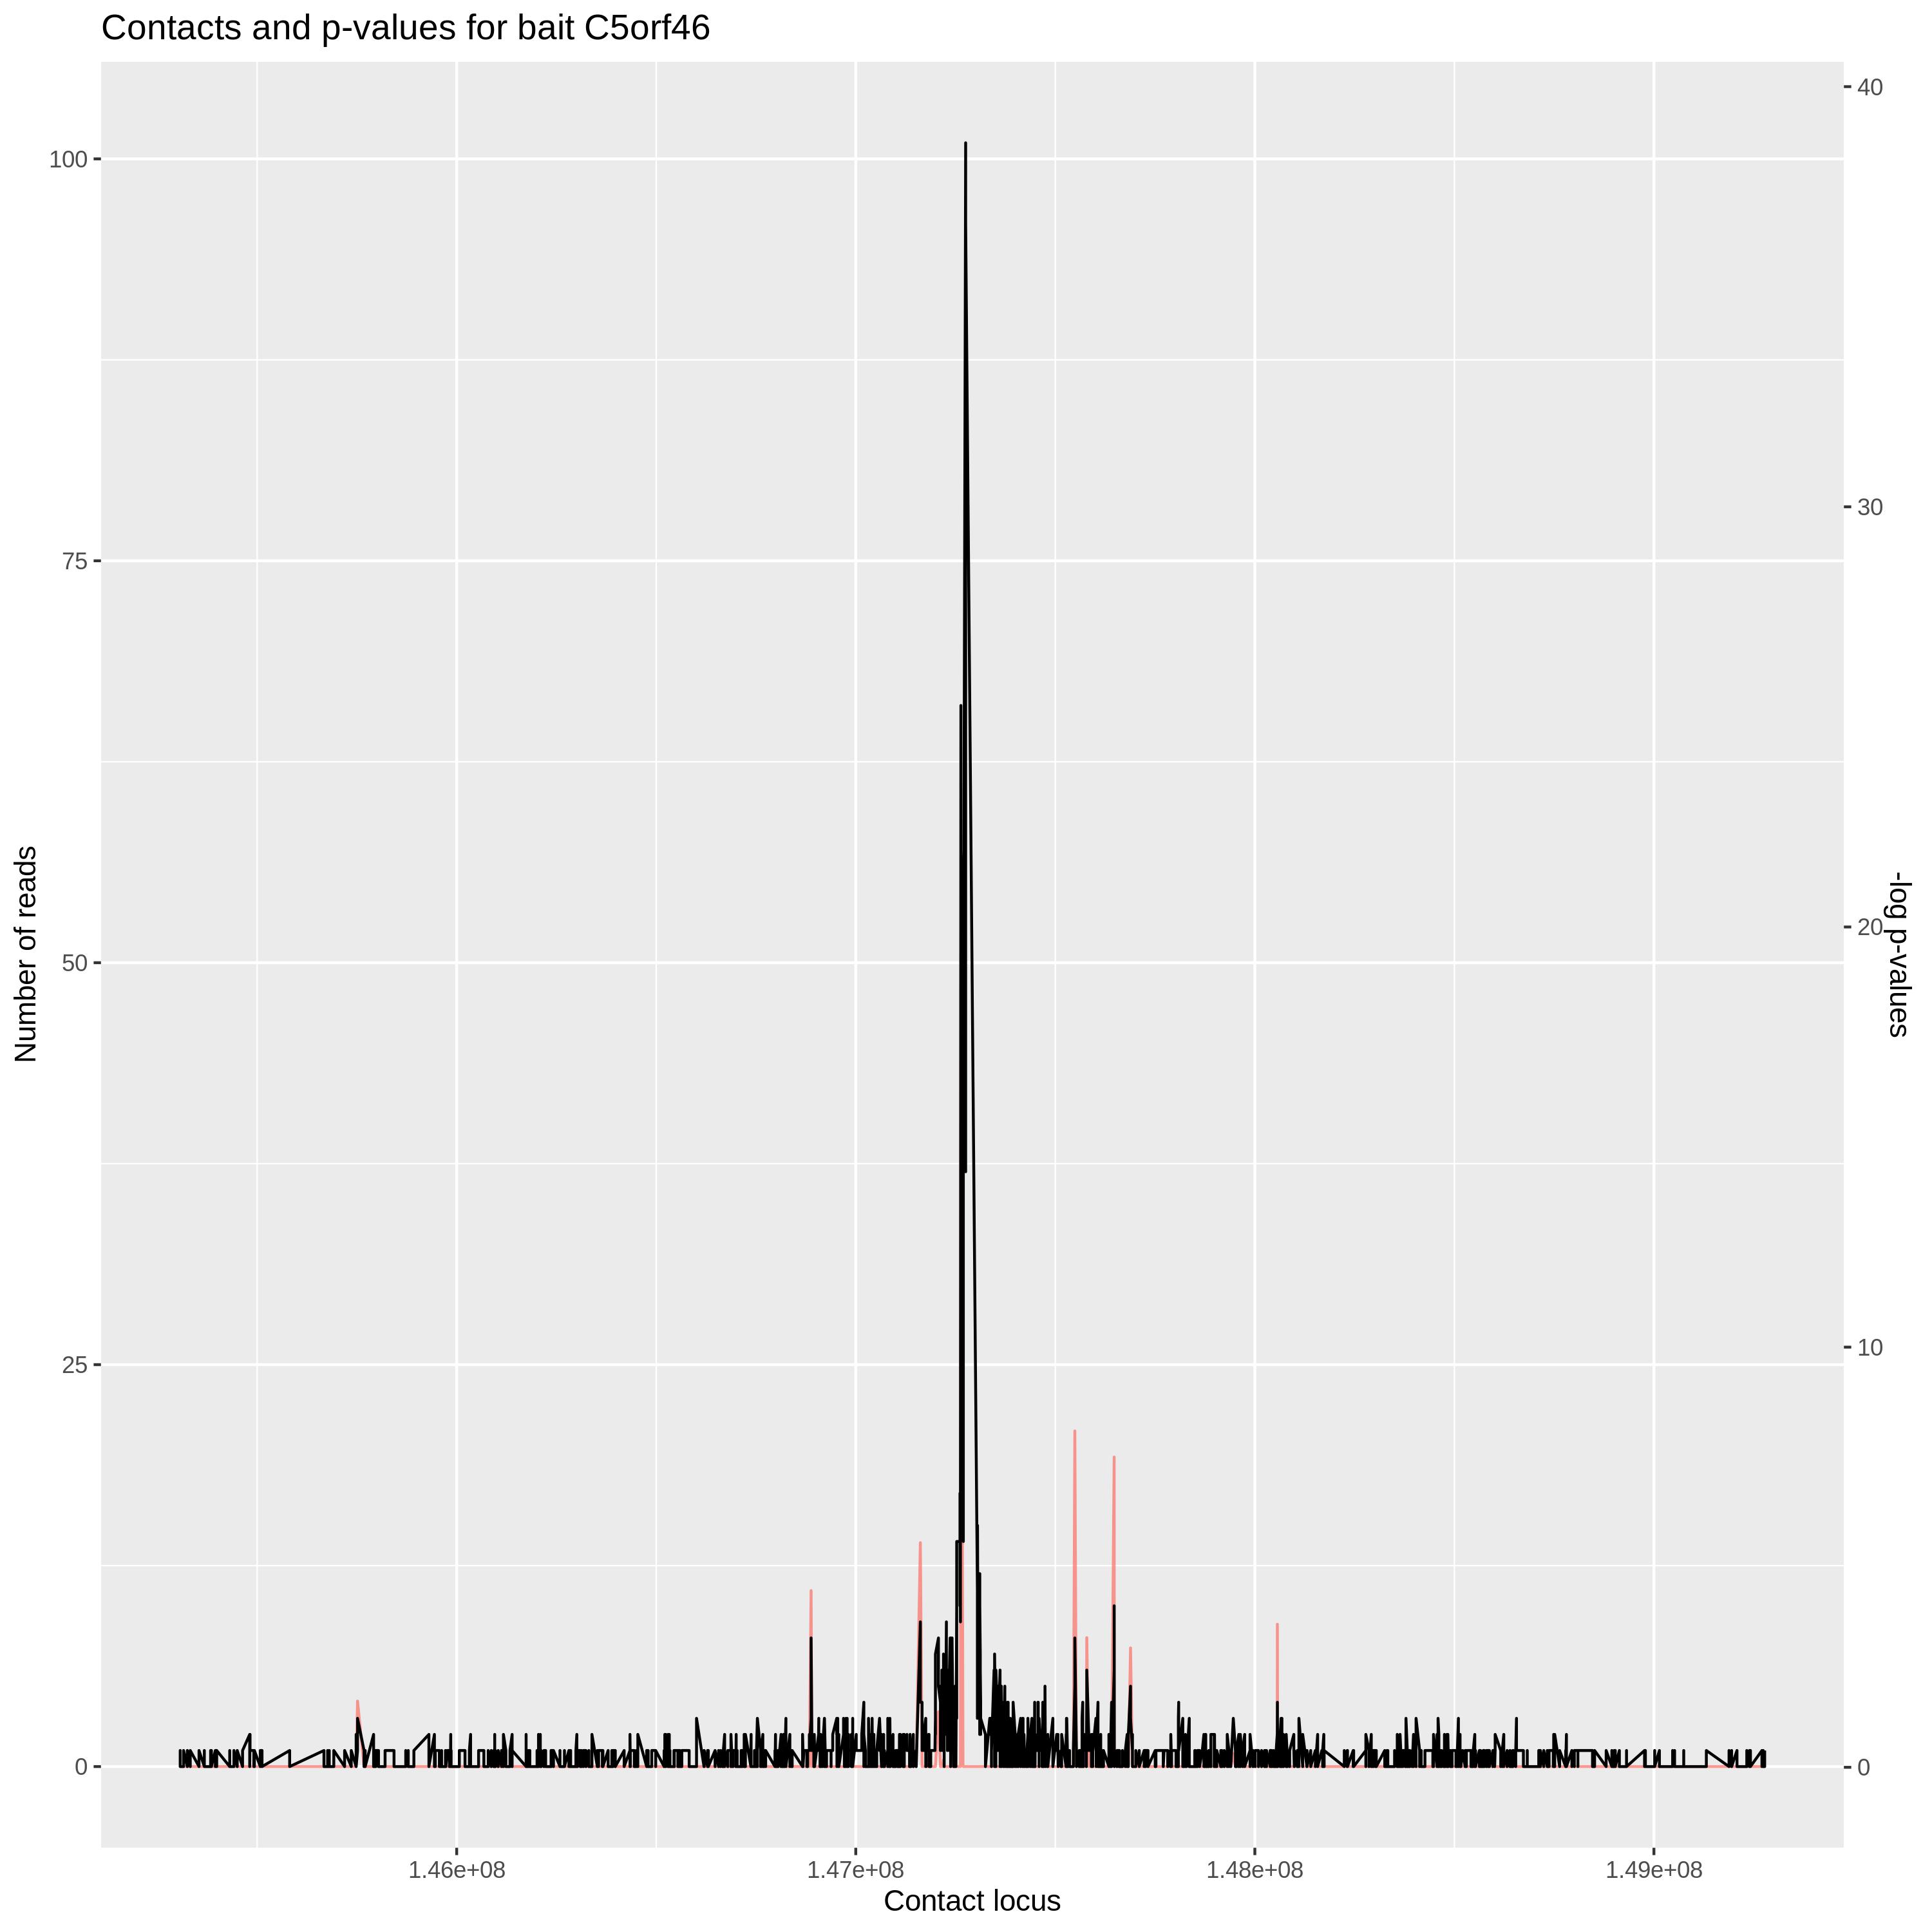 Contacts and p-values for bait C5orf46
Number of reads
100
75
50
25
0
40
30
20
10
0
-log p-values
1.46e+08
1.47e+08
1.48e+08
1.49e+08
Contact locus